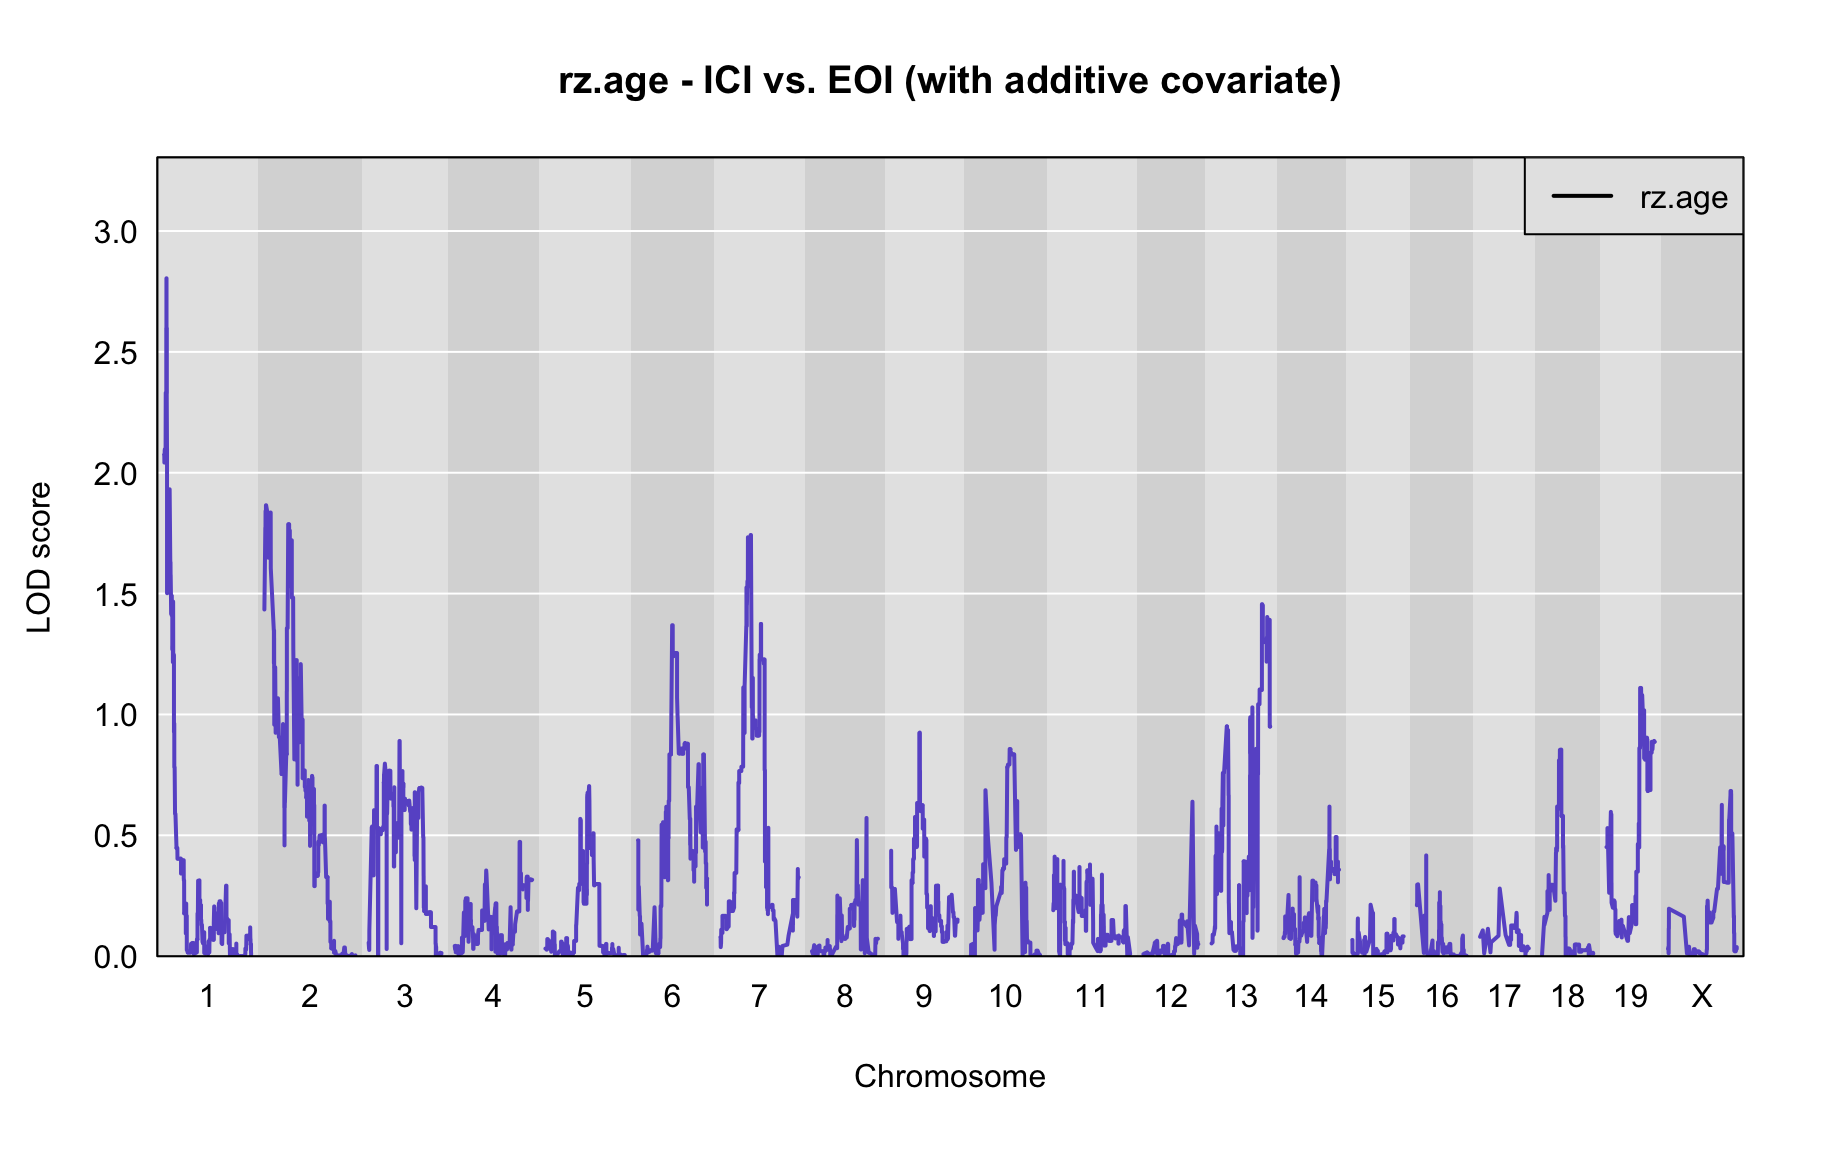 rz.age - ICI vs. EOI (with additive covariate)
rz.age
LOD score
3.0
2.5
2.0
1.5
1.0
0.5
0.0
1 2 3 4 5 6 7 8 9 10 11 12 13 14 15 16 17 18 19 X
Chromosome